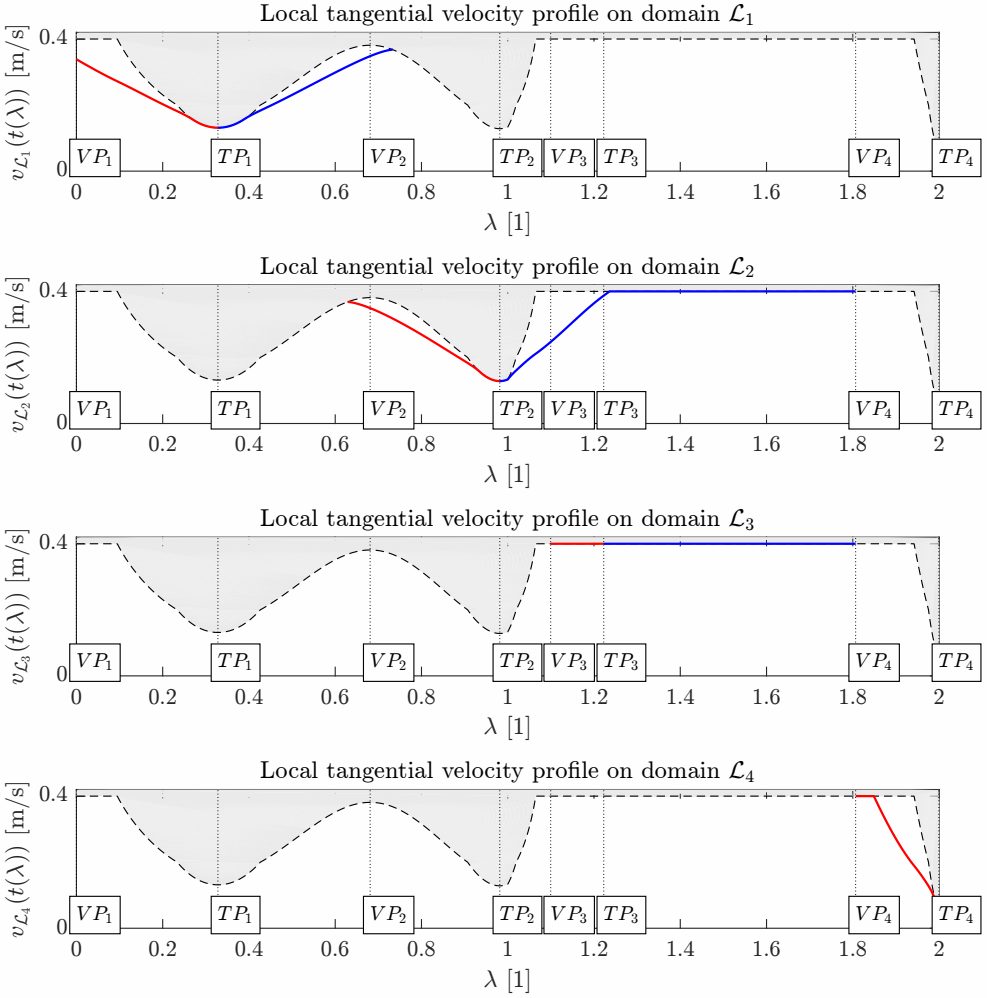 Local tangential velocity profile on domain ℒ₁
v_ℒ₁(t(λ)) [m/s]
0.4
0
VP₁ TP₁ VP₂ TP₂ VP₃ TP₃ VP₄ TP₄
0 0.2 0.4 0.6 0.8 1 1.2 1.4 1.6 1.8 2
λ [1]
Local tangential velocity profile on domain ℒ₂
v_ℒ₂(t(λ)) [m/s]
0.4
0
VP₁ TP₁ VP₂ TP₂ VP₃ TP₃ VP₄ TP₄
0 0.2 0.4 0.6 0.8 1 1.2 1.4 1.6 1.8 2
λ [1]
Local tangential velocity profile on domain ℒ₃
v_ℒ₃(t(λ)) [m/s]
0.4
0
VP₁ TP₁ VP₂ TP₂ VP₃ TP₃ VP₄ TP₄
0 0.2 0.4 0.6 0.8 1 1.2 1.4 1.6 1.8 2
λ [1]
Local tangential velocity profile on domain ℒ₄
v_ℒ₄(t(λ)) [m/s]
0.4
0
VP₁ TP₁ VP₂ TP₂ VP₃ TP₃ VP₄ TP₄
0 0.2 0.4 0.6 0.8 1 1.2 1.4 1.6 1.8 2
λ [1]